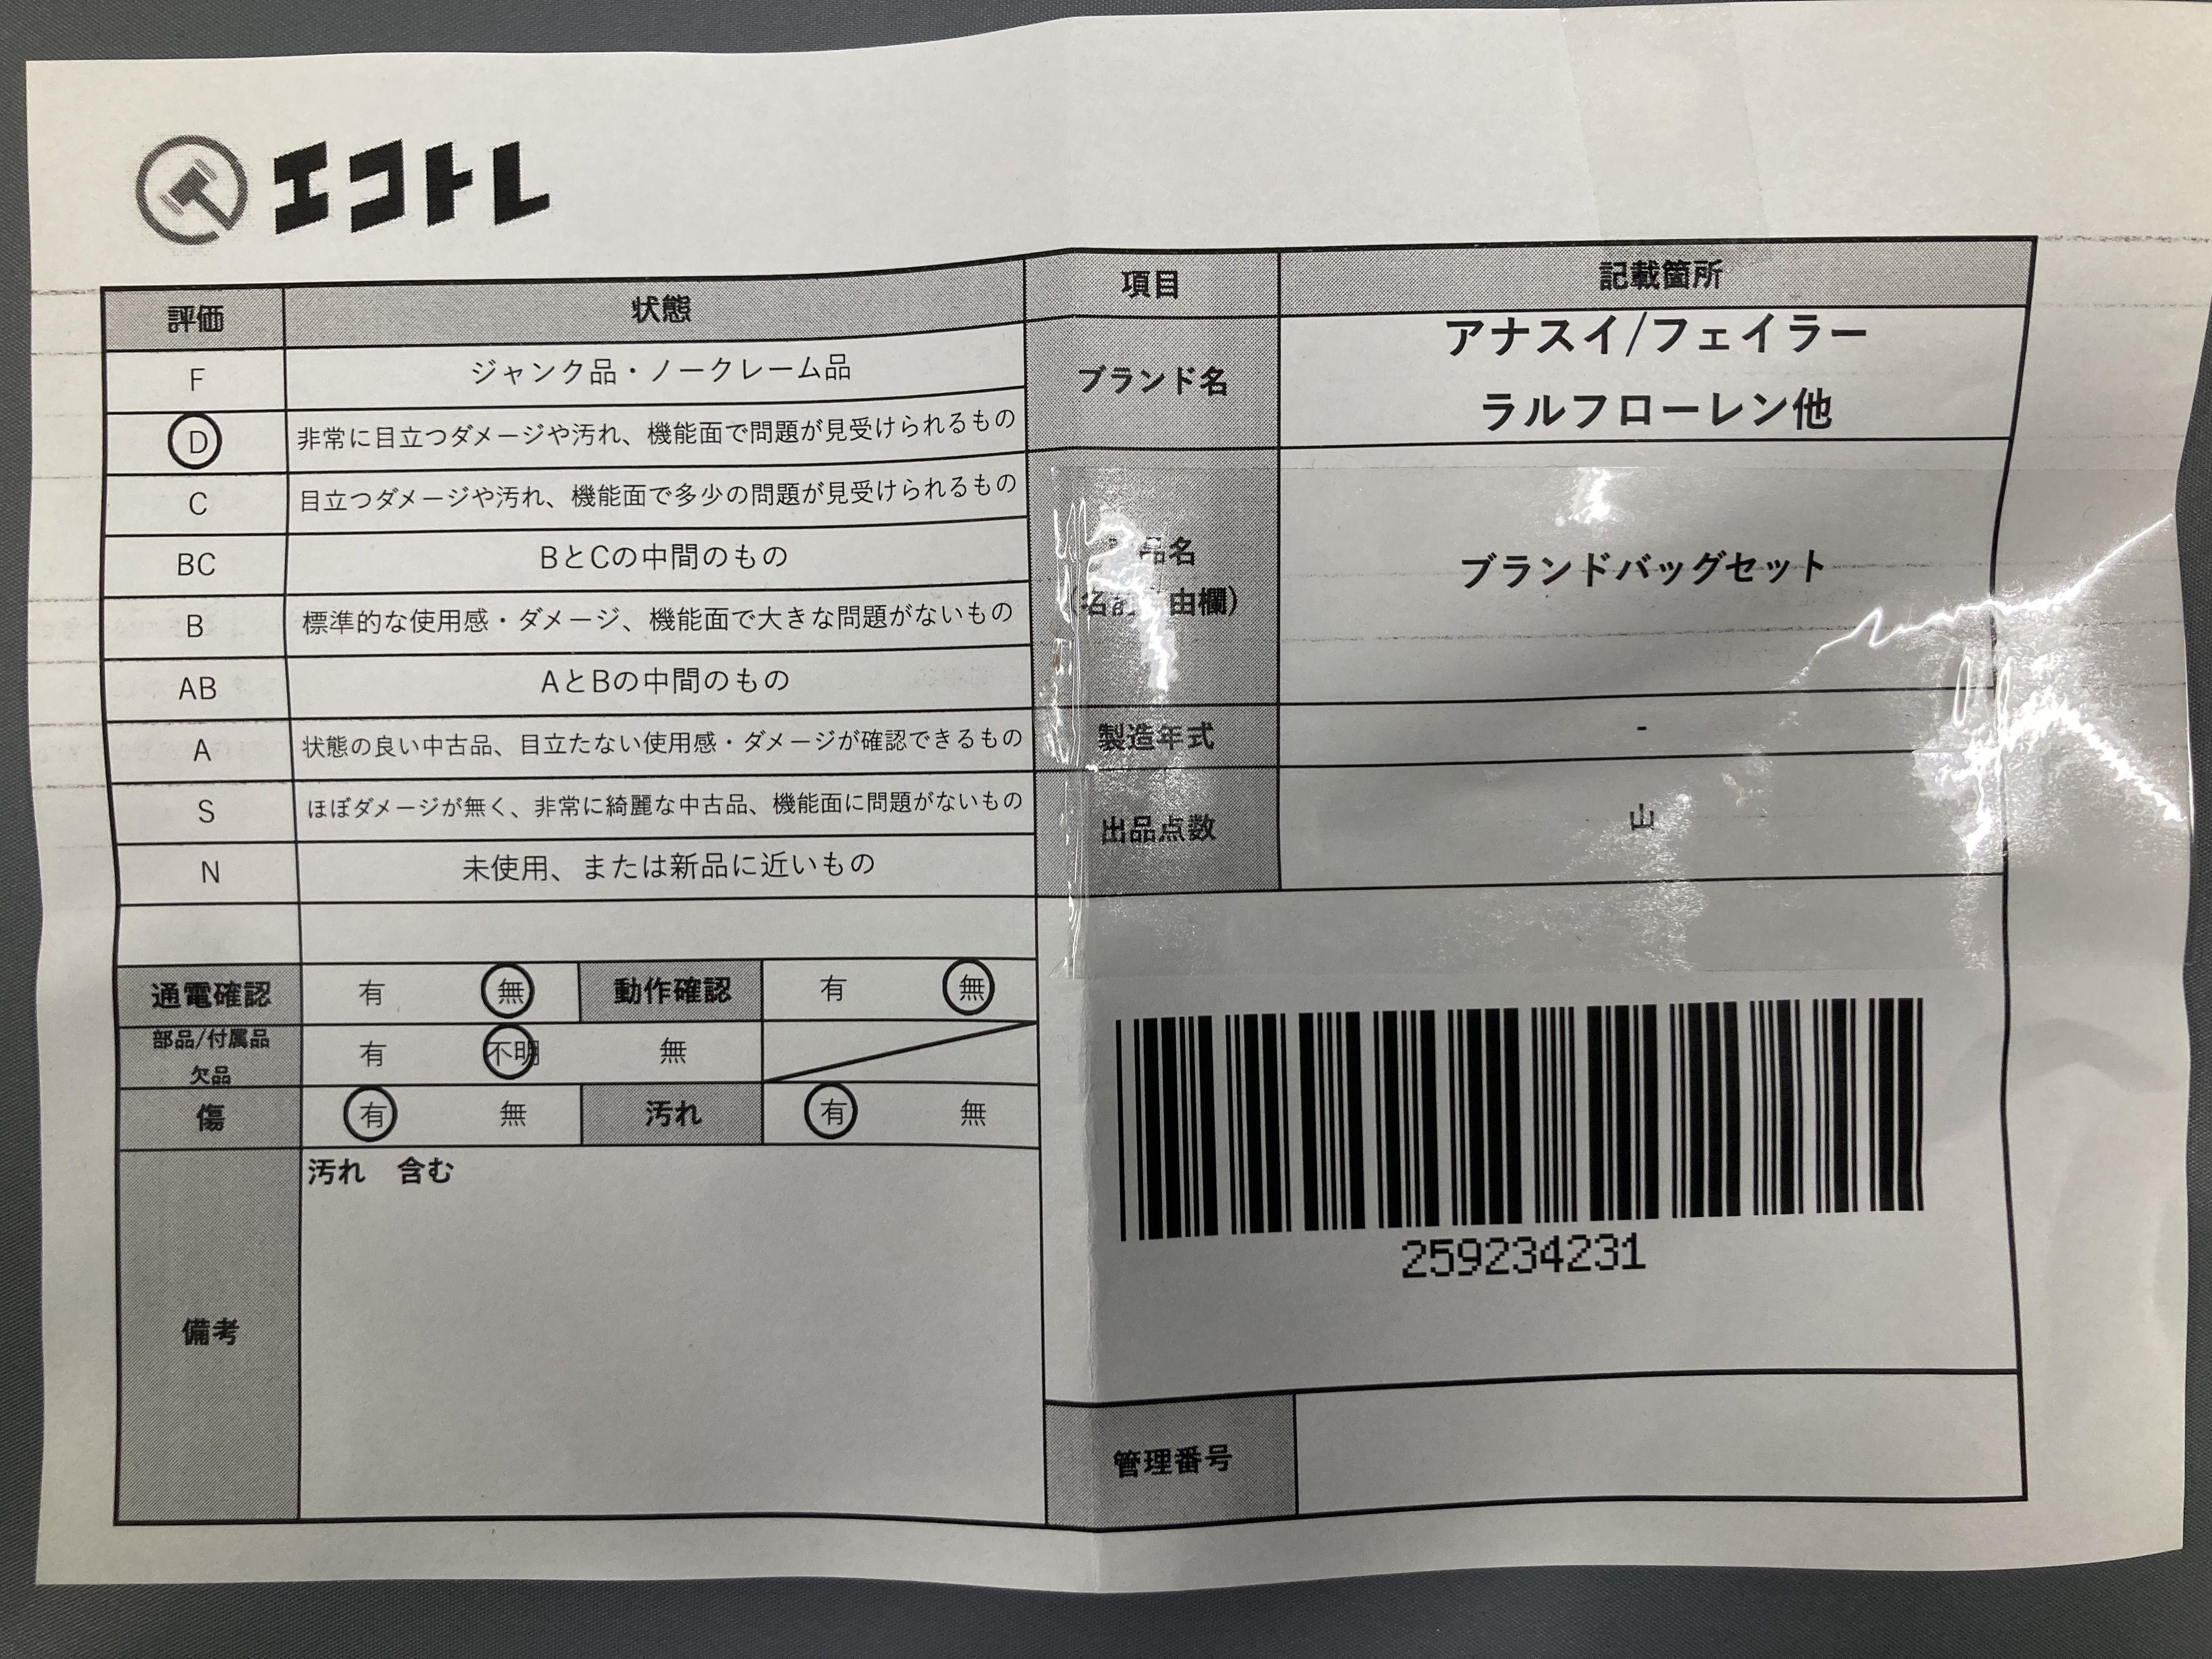 エコトレ
評価 状態
F ジャンク品・ノークレーム品
D 非常に目立つダメージや汚れ、機能面で問題が見受けられるもの
C 目立つダメージや汚れ、機能面で多少の問題が見受けられるもの
BC BとCの中間のもの
B 標準的な使用感・ダメージ、機能面で大きな問題がないもの
AB AとBの中間のもの
A 状態の良い中古品、目立たない使用感・ダメージが確認できるもの
S ほぼダメージが無く、非常に綺麗な中古品、機能面に問題がないもの
N 未使用、または新品に近いもの
通電確認 有 無 動作確認 有 無
部品/付属品
欠品 有 不明 無
傷 有 無 汚れ 有 無
備考 汚れ 含む
項目 記載箇所
ブランド名 アナスイ/フェイラー
ラルフローレン他
品名 ブランドバッグセット
由欄)
製造年式 -
出品点数 山
259234231
管理番号